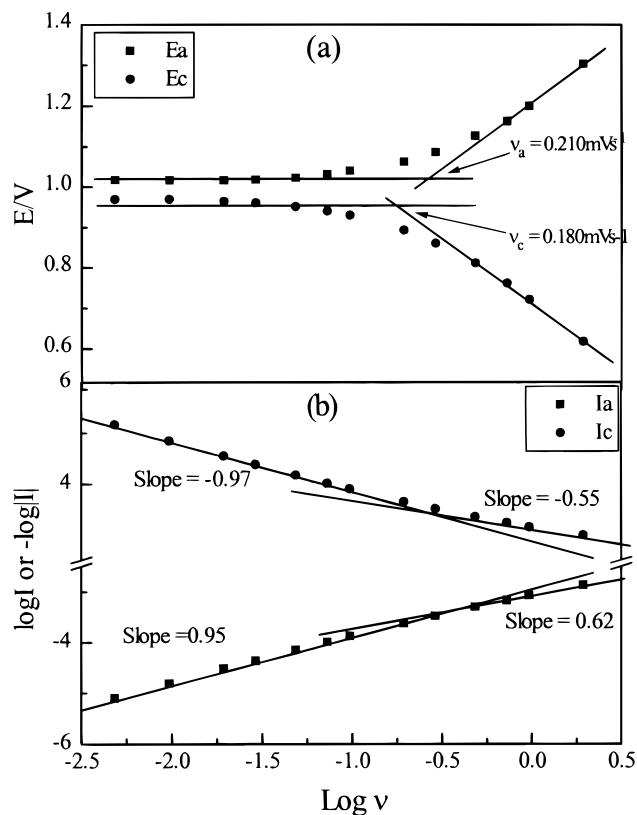 (a)
Ea
Ec
1.4
1.2
1.0
0.8
0.6
E/V
νa = 0.210mVs1
νc = 0.180mVs-1
(b)
Ia
Ic
6
4
-4
-6
logI or -log|I|
Slope = -0.97
Slope = -0.55
Slope =0.95
Slope = 0.62
-2.5 -2.0 -1.5 -1.0 -0.5 0.0 0.5
Log ν